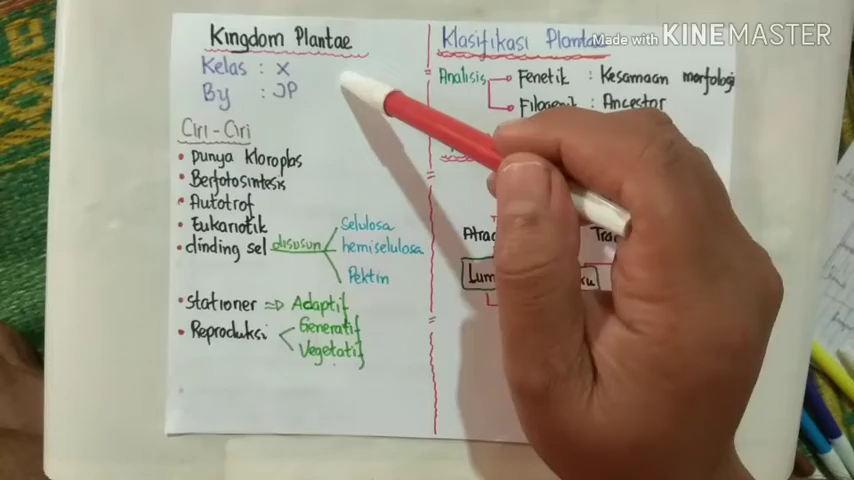 Kingdom Plantae
Kelas : X
By : JP
Ciri-Ciri
• Punya Kloroplas
• Berfotosintesis
• Autotrof
• Eukariotik
• dinding sel disusun
Selulosa
hemiselulosa
Pektin
• Stationer => Adaptif
• Reproduksi
Generatif
Vegetatif
Klasifikasi Plantae
Analisis
Fenetik : Kesamaan morfologi
Filogenik : Ancestor
Made with KINEMASTER